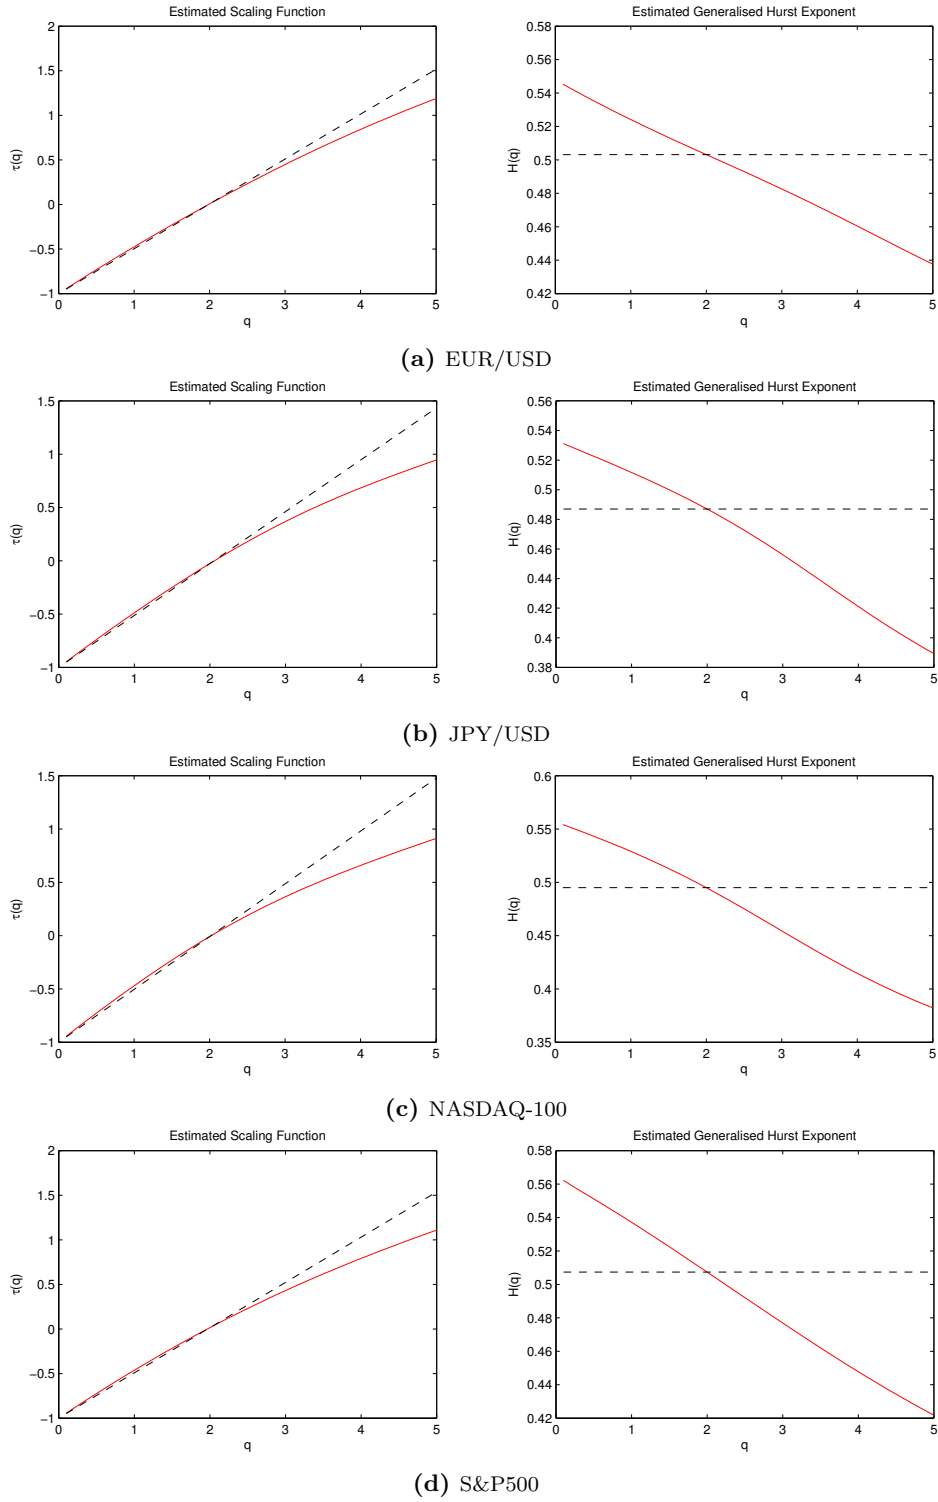 Estimated Scaling Function
2
1.5
1
0.5
0
−0.5
−1
0 1 2 3 4 5
τ(q)
q
Estimated Generalised Hurst Exponent
0.58
0.56
0.54
0.52
0.5
0.48
0.46
0.44
0.42
0 1 2 3 4 5
H(q)
q
(a) EUR/USD
Estimated Scaling Function
1.5
1
0.5
0
−0.5
−1
0 1 2 3 4 5
τ(q)
q
Estimated Generalised Hurst Exponent
0.56
0.54
0.52
0.5
0.48
0.46
0.44
0.42
0.4
0.38
0 1 2 3 4 5
H(q)
q
(b) JPY/USD
Estimated Scaling Function
1.5
1
0.5
0
−0.5
−1
0 1 2 3 4 5
τ(q)
q
Estimated Generalised Hurst Exponent
0.6
0.55
0.5
0.45
0.4
0.35
0 1 2 3 4 5
H(q)
q
(c) NASDAQ-100
Estimated Scaling Function
2
1.5
1
0.5
0
−0.5
−1
0 1 2 3 4 5
τ(q)
q
Estimated Generalised Hurst Exponent
0.58
0.56
0.54
0.52
0.5
0.48
0.46
0.44
0.42
0 1 2 3 4 5
H(q)
q
(d) S&P500